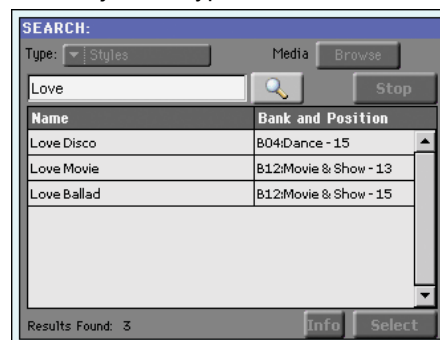 SEARCH:
Type: Styles Media Browse
Love Stop
Name Bank and Position
Love Disco B04:Dance - 15
Love Movie B12:Movie & Show - 13
Love Ballad B12:Movie & Show - 15
Results Found: 3 Info Select